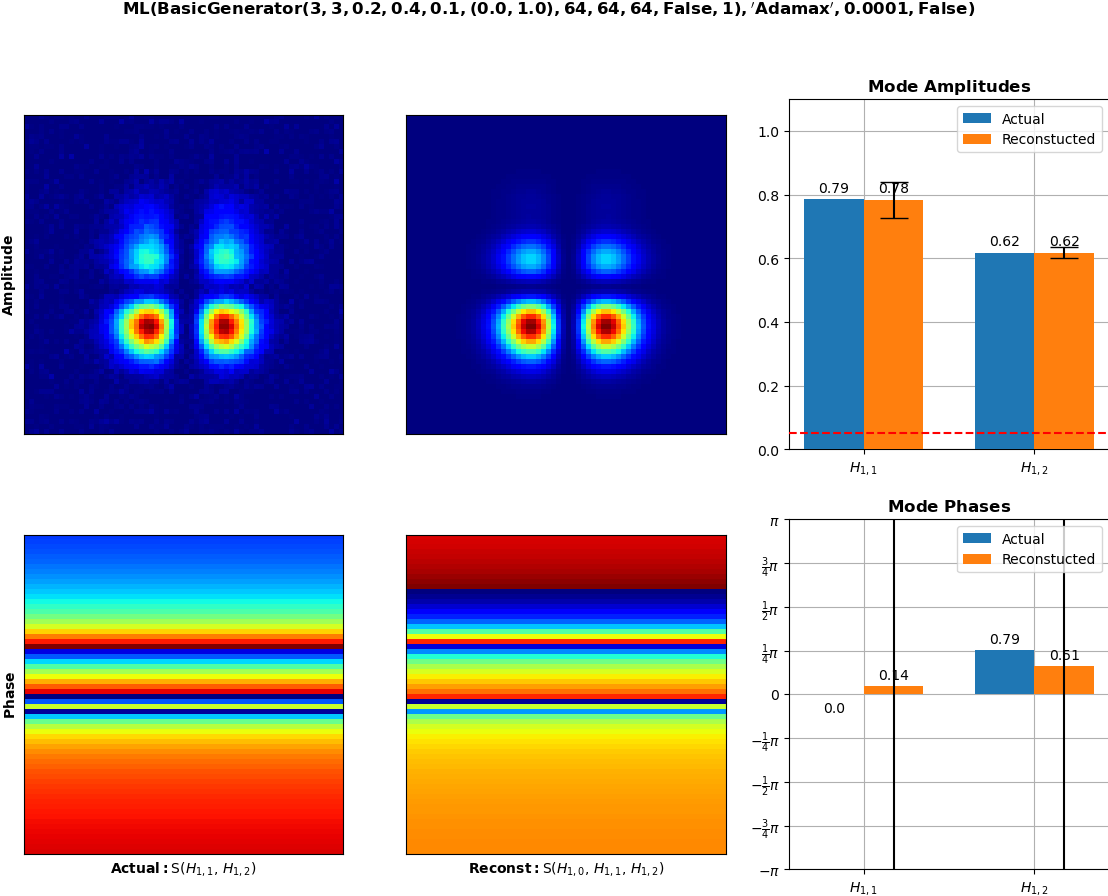 ML(BasicGenerator(3, 3, 0.2, 0.4, 0.1, (0.0, 1.0), 64, 64, 64, False, 1), 'Adamax', 0.0001, False)
Amplitude
Mode Amplitudes
Actual
Reconstucted
1.0
0.8
0.6
0.4
0.2
0.0
0.79
0.78
0.62
0.62
H1,1
H1,2
Phase
Actual: S(H1,1, H1,2)
Reconst: S(H1,0, H1,1, H1,2)
Mode Phases
Actual
Reconstucted
π
3/4π
1/2π
1/4π
0
−1/4π
−1/2π
−3/4π
−π
0.0
0.14
0.79
0.51
H1,1
H1,2